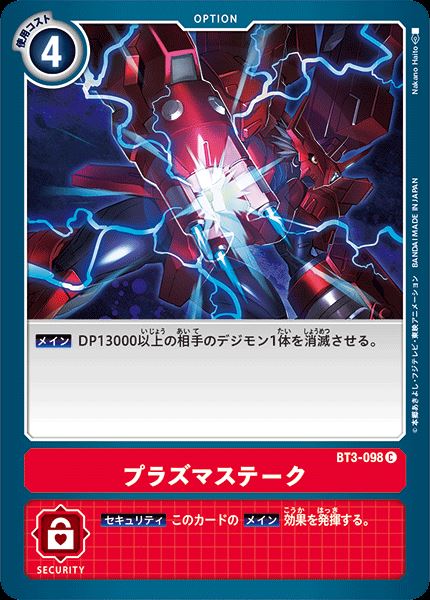 OPTION
使用コスト
4
Nakano Haito
©本郷あきよし・フジテレビ・東映アニメーション BANDAI MADE IN JAPAN
メイン DP13000以上の相手のデジモン1体を消滅させる。
BT3-098 C
プラズマステーク
セキュリティ このカードの メイン 効果を発揮する。
SECURITY